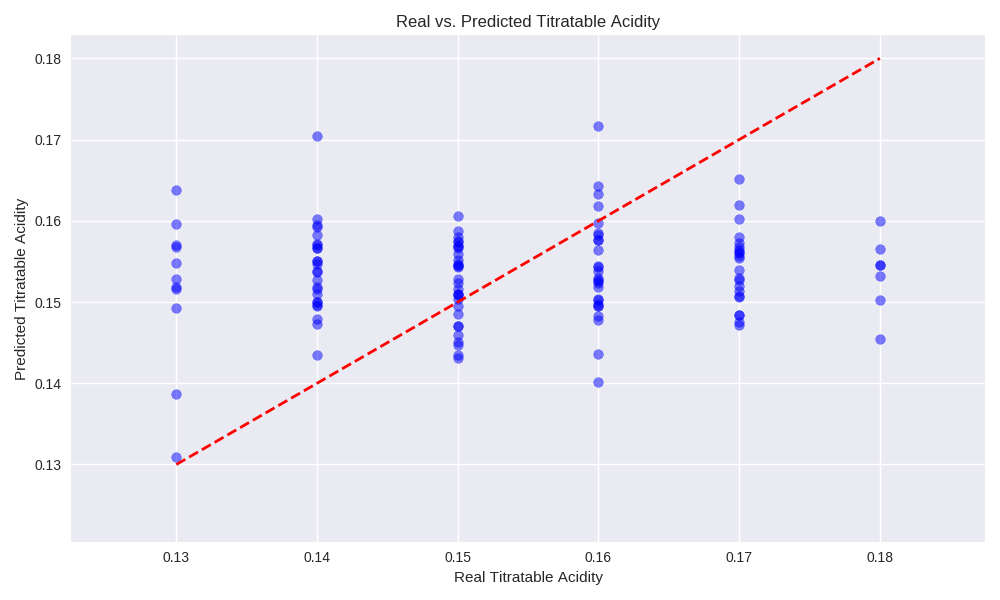 Real vs. Predicted Titratable Acidity
Predicted Titratable Acidity
0.18
0.17
0.16
0.15
0.14
0.13
0.13 0.14 0.15 0.16 0.17 0.18
Real Titratable Acidity